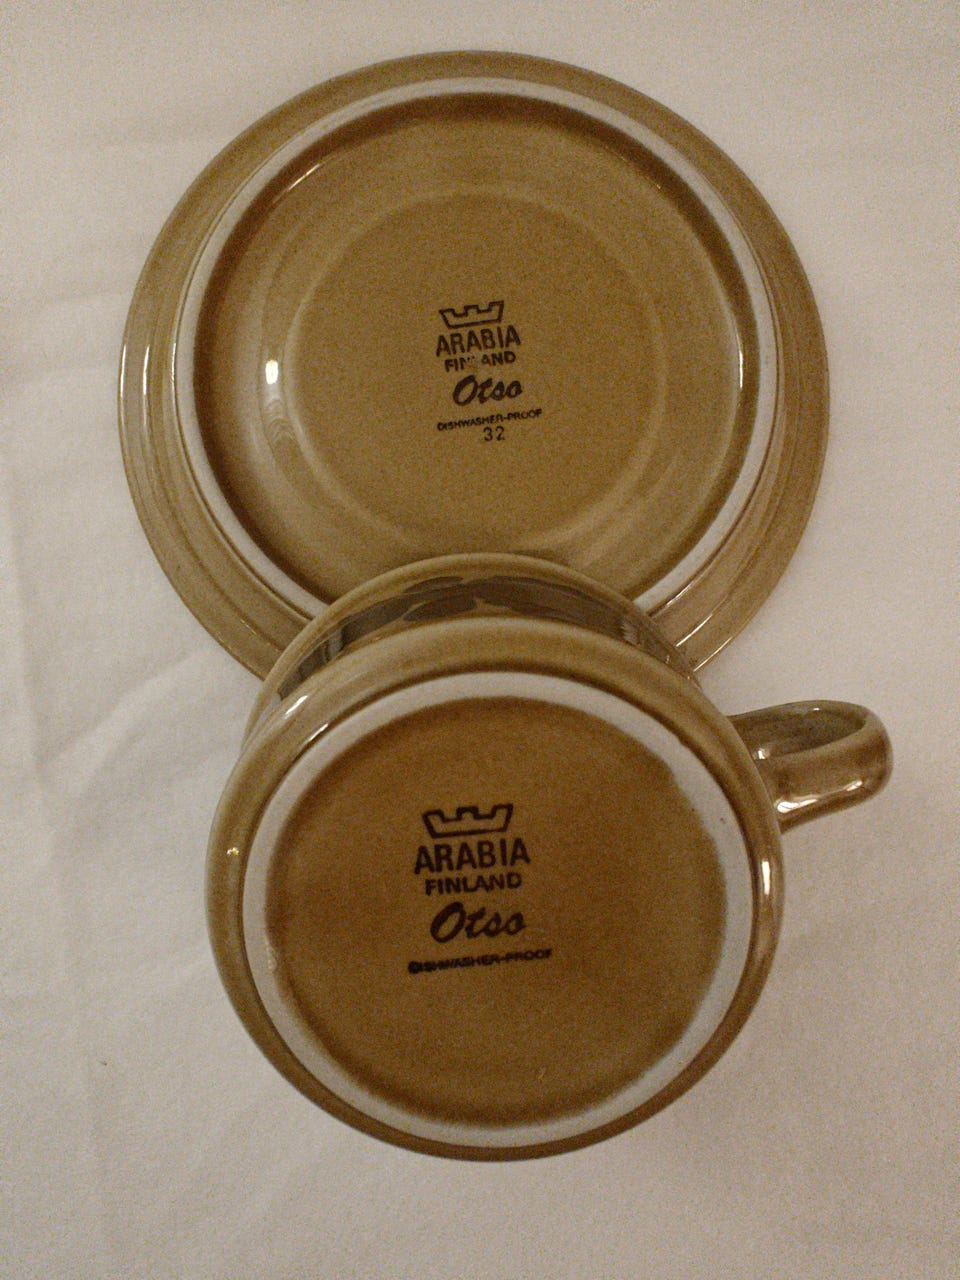 ARABIA
FINLAND
Otso
DISHWASHER-PROOF
32
ARABIA
FINLAND
Otso
DISHWASHER-PROOF